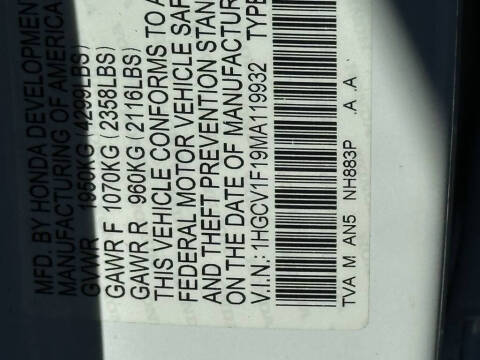 MFD. BY HONDA DEVELOPMENT
MANUFACTURING OF AMERICA
GVWR 1950KG (4299LBS)
GAWR F 1070KG (2358LBS)
GAWR R 960KG (2116LBS)
THIS VEHICLE CONFORMS TO A
FEDERAL MOTOR VEHICLE SAF
AND THEFT PREVENTION STAN
ON THE DATE OF MANUFACTUR
V.I.N.: 1HGCV1F19MA119932 TYPE
TVA M AN5 NH883P .A .A